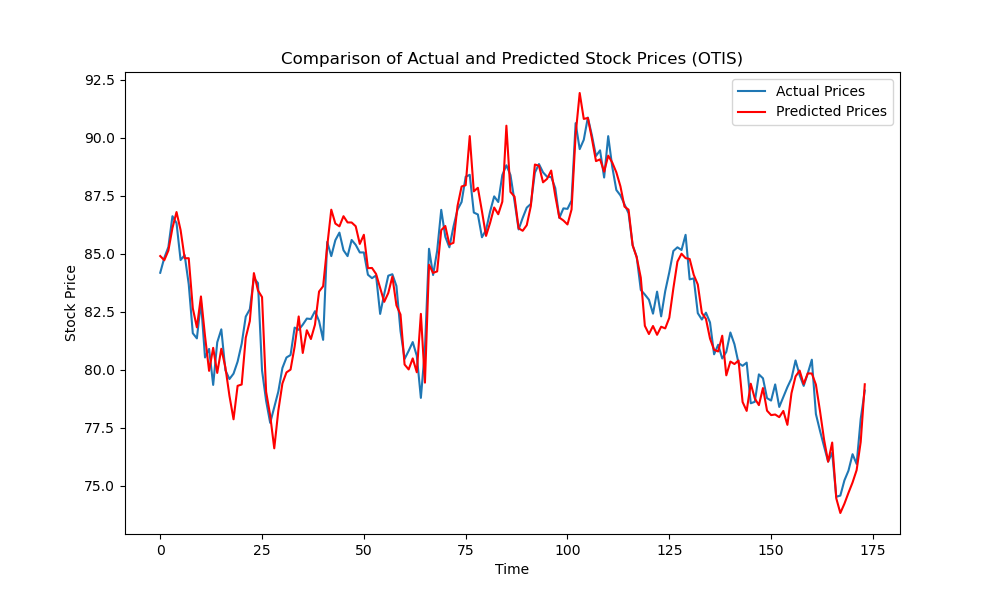 Comparison of Actual and Predicted Stock Prices (OTIS)
Actual Prices
Predicted Prices
92.5
90.0
87.5
85.0
82.5
80.0
77.5
75.0
Stock Price
0 25 50 75 100 125 150 175
Time